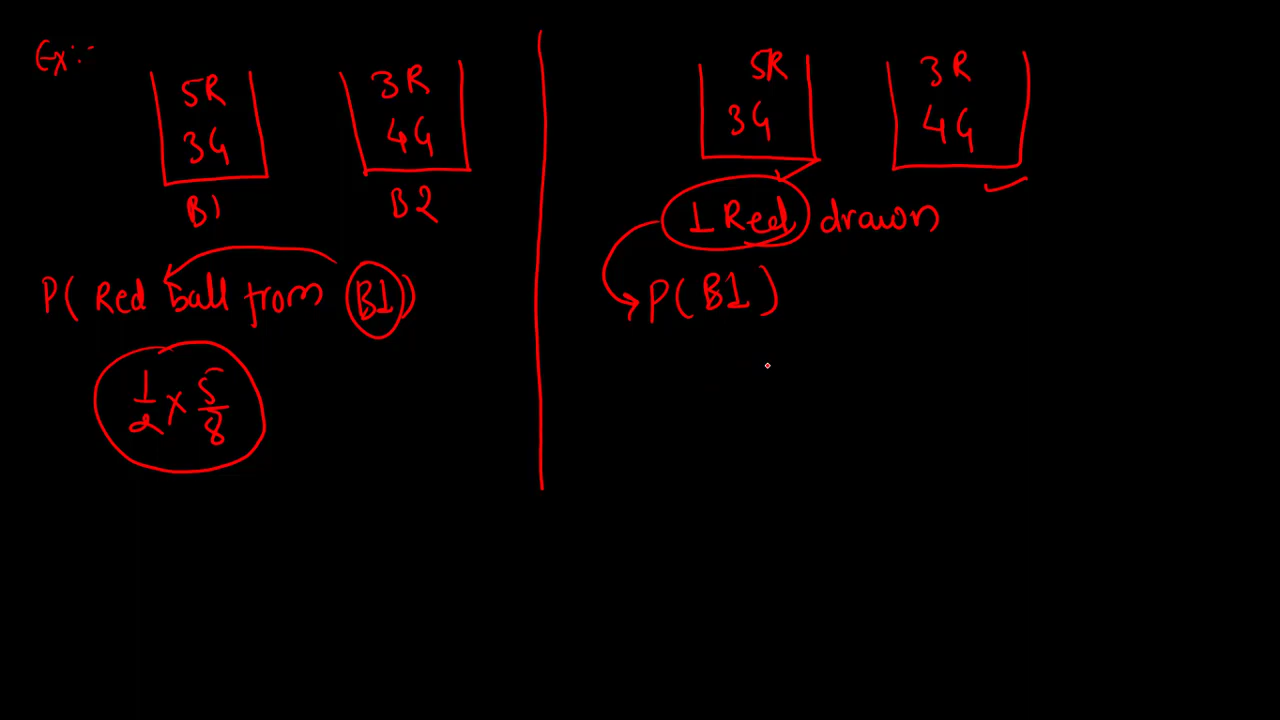 Ex:-
5R
3G
B1
3R
4G
B2
P( Red ball from B1)
1/2 x 5/8
5R
3G
3R
4G
1 Red drawn
P( B1 )